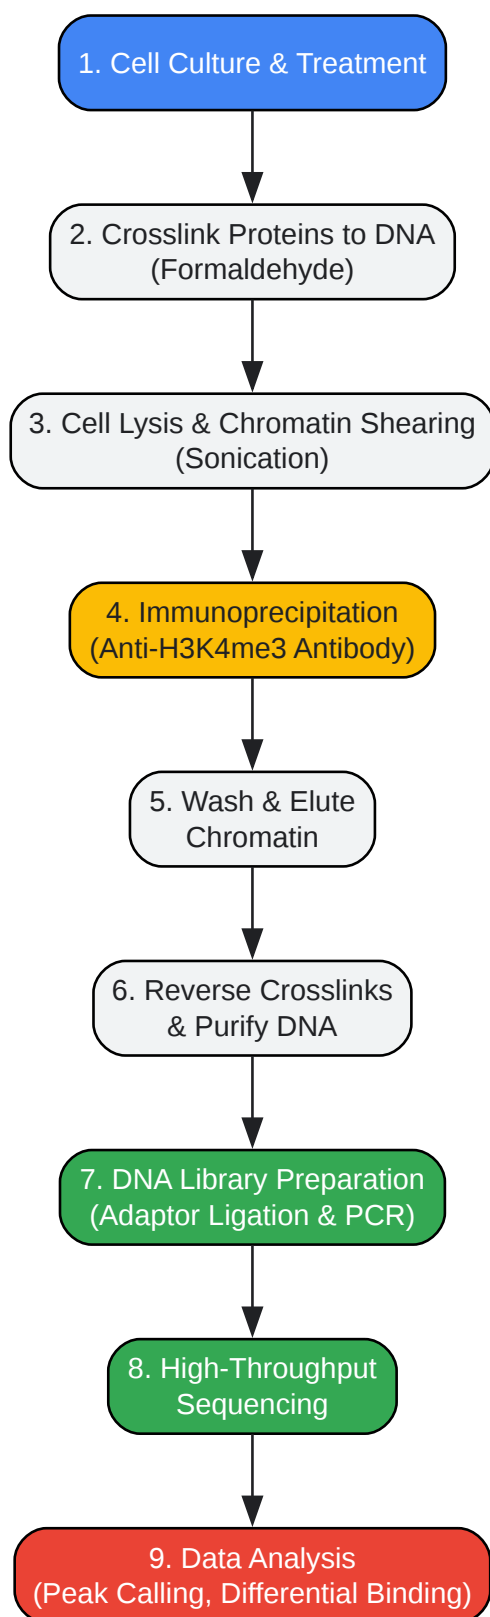 1. Cell Culture & Treatment
2. Crosslink Proteins to DNA
(Formaldehyde)
3. Cell Lysis & Chromatin Shearing
(Sonication)
4. Immunoprecipitation
(Anti-H3K4me3 Antibody)
5. Wash & Elute
Chromatin
6. Reverse Crosslinks
& Purify DNA
7. DNA Library Preparation
(Adaptor Ligation & PCR)
8. High-Throughput
Sequencing
9. Data Analysis
(Peak Calling, Differential Binding)